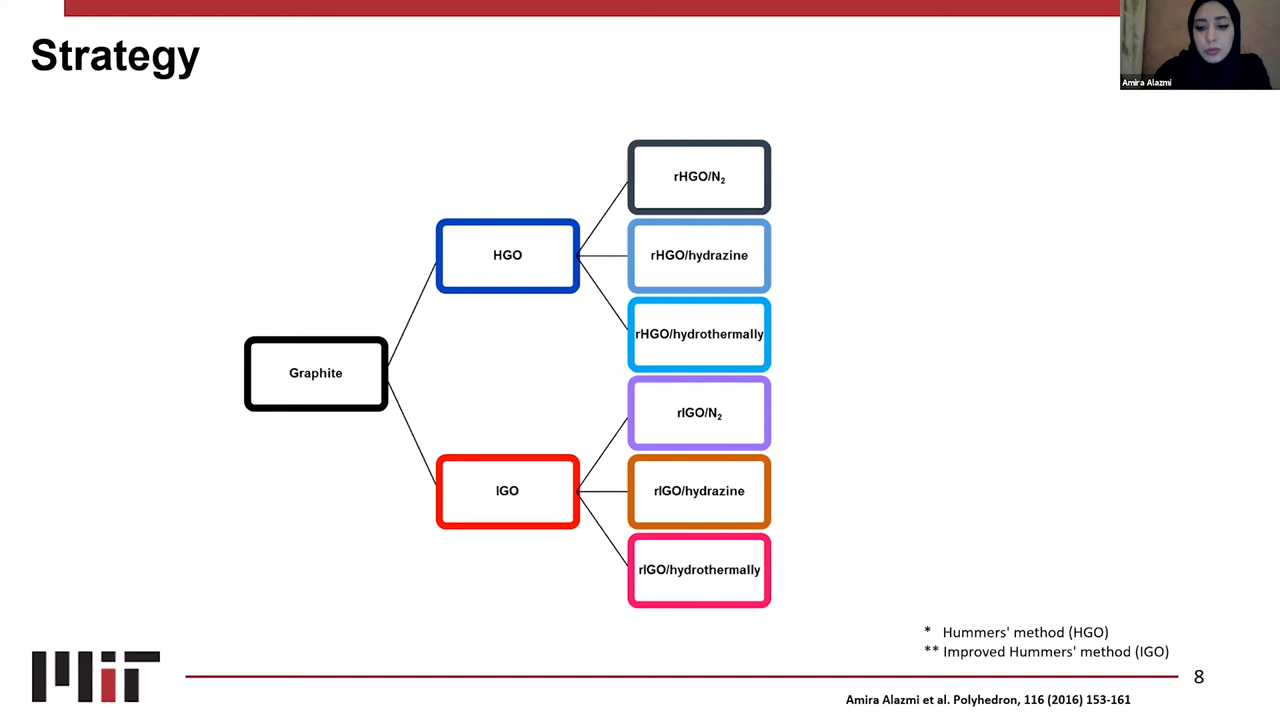 Strategy
Amira Alazmi
rHGO/N₂
HGO
rHGO/hydrazine
rHGO/hydrothermally
Graphite
rIGO/N₂
IGO
rIGO/hydrazine
rIGO/hydrothermally
* Hummers' method (HGO)
** Improved Hummers' method (IGO)
MIT
8
Amira Alazmi et al. Polyhedron, 116 (2016) 153-161